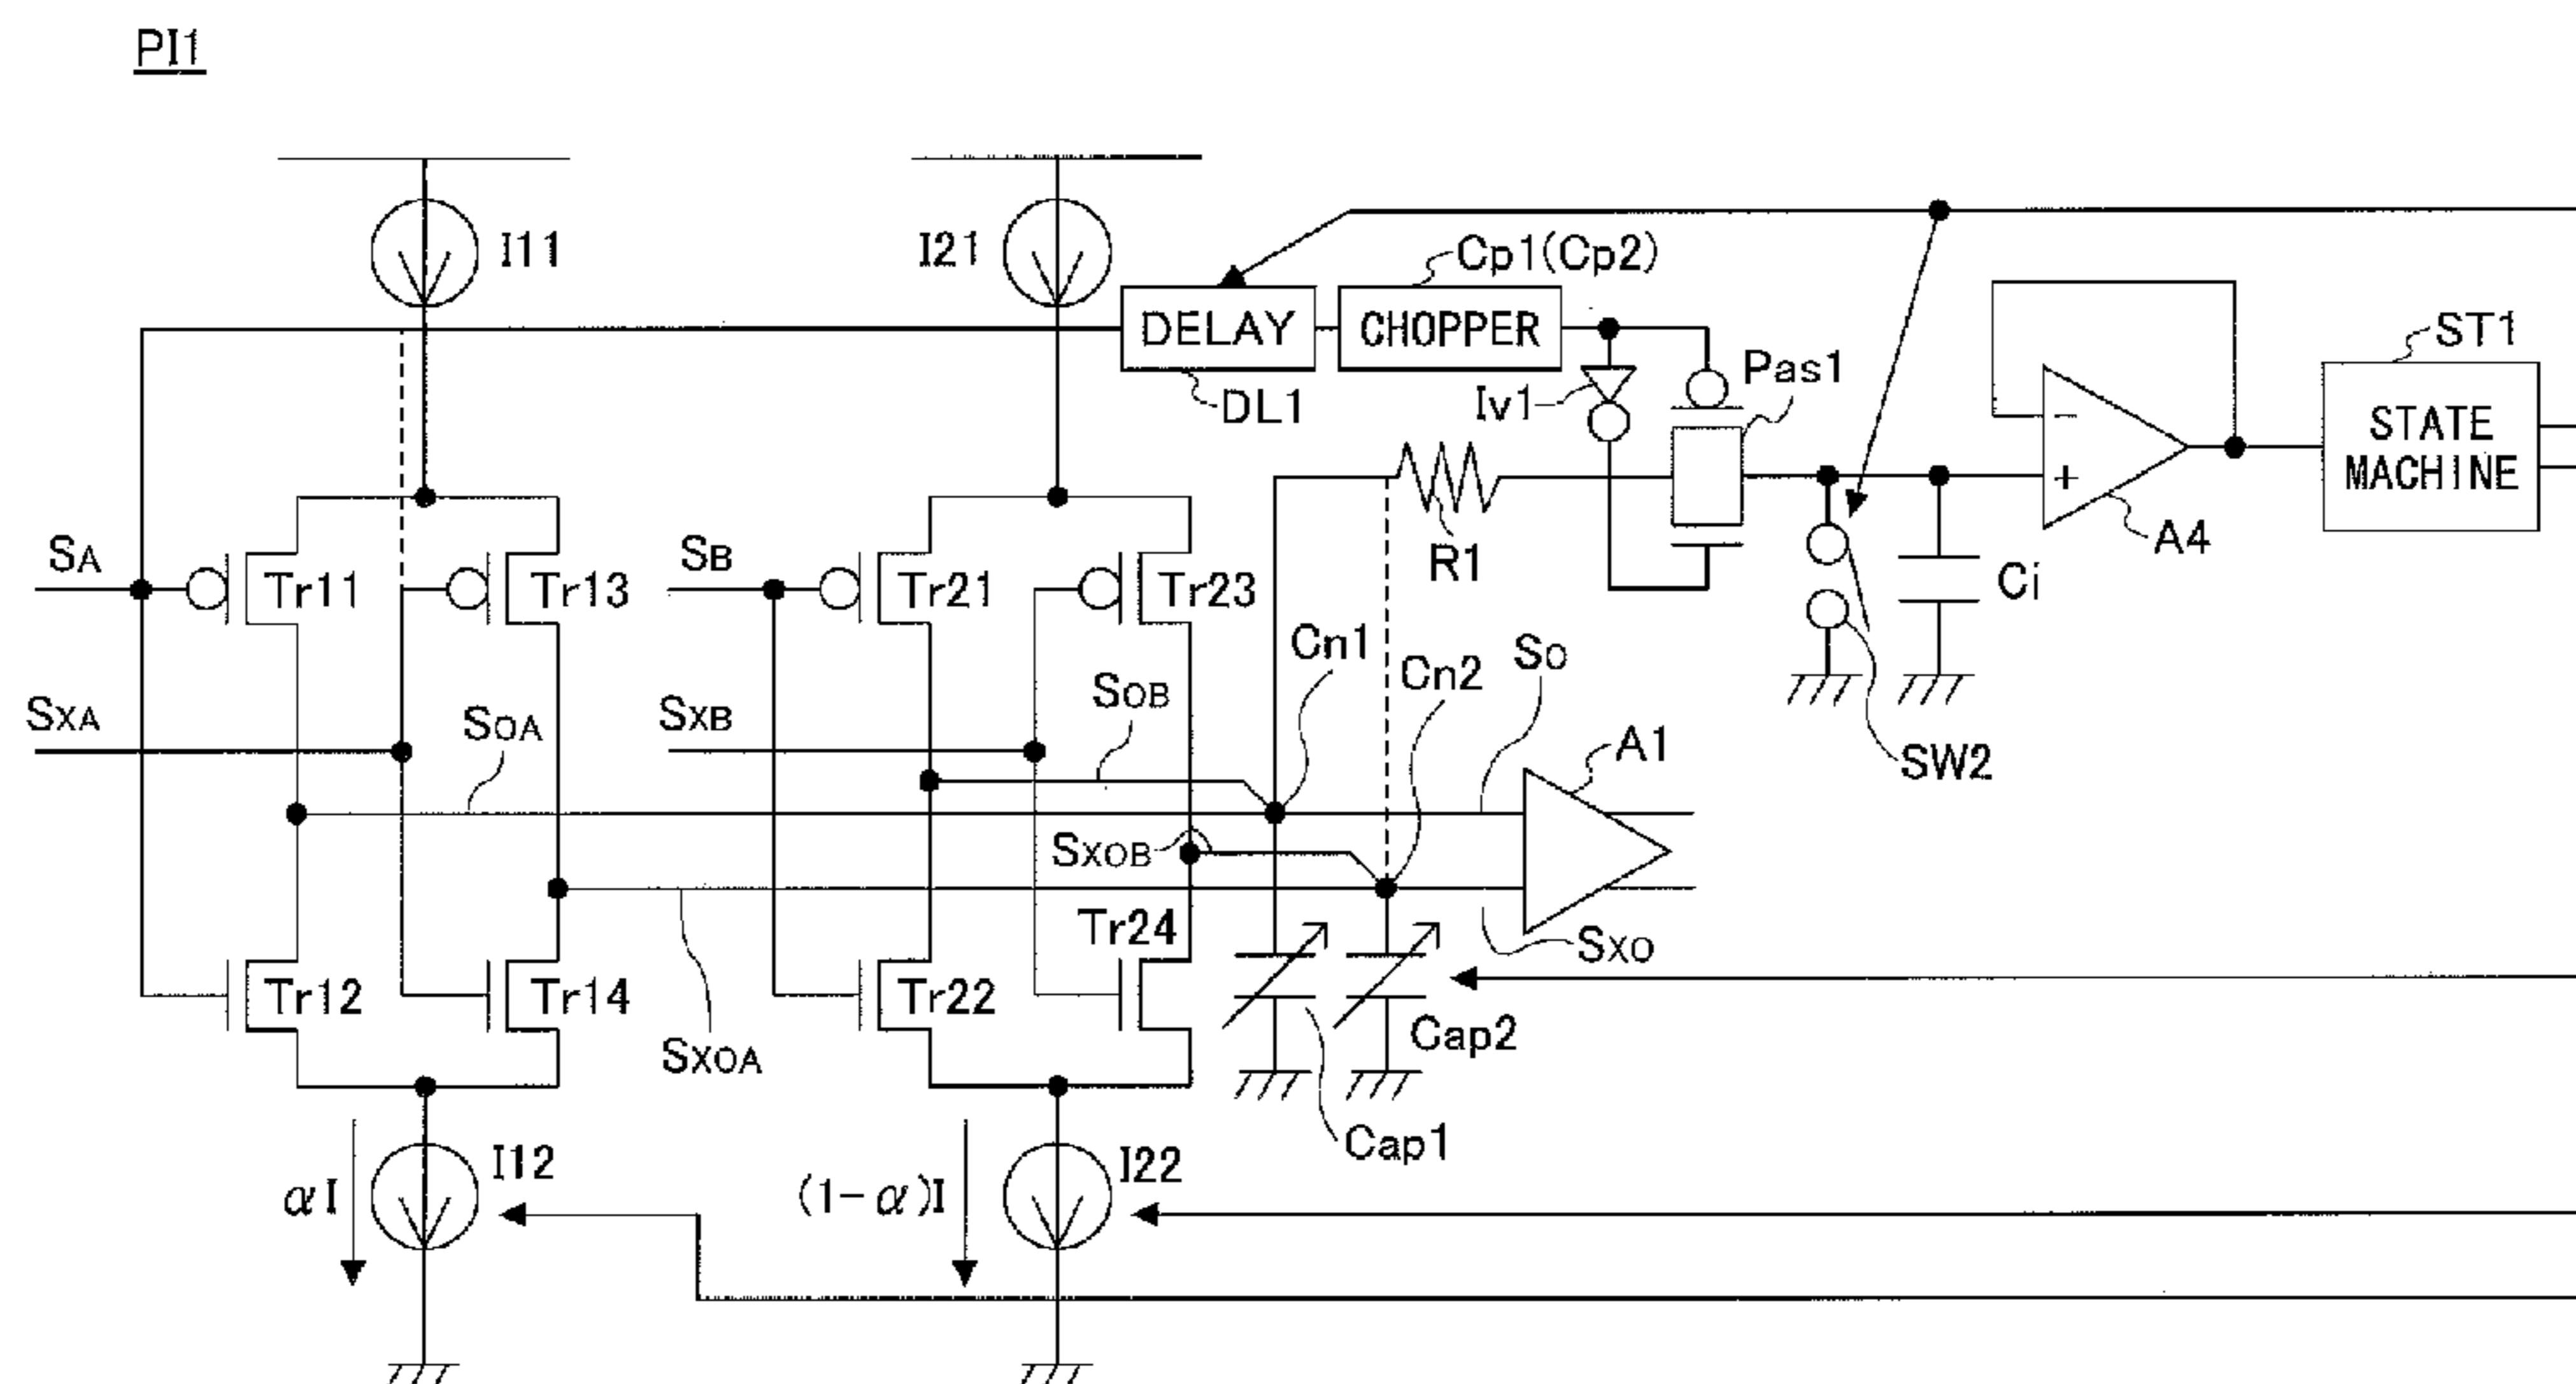 PI1
I11
I21
Cp1(Cp2)
DELAY
CHOPPER
ST1
DL1
Iv1
Pas1
STATE
MACHINE
R1
A4
Ci
SA
Tr11
Tr13
SB
Tr21
Tr23
Cn1
SO
SXA
SOA
SXB
SOB
Cn2
A1
SW2
SXOB
Tr24
SXO
Tr12
Tr14
Tr22
SXOA
Cap2
Cap1
αI
I12
(1-α)I
I22
-
+